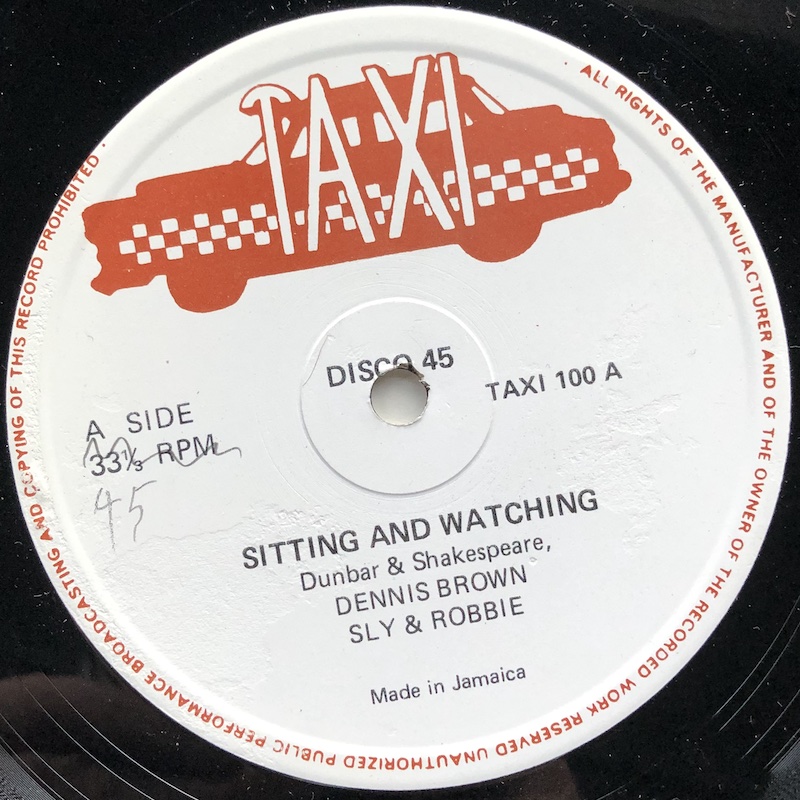 TAXI
DISCO 45
TAXI 100 A
A SIDE
33⅓ RPM
45
SITTING AND WATCHING
Dunbar & Shakespeare,
DENNIS BROWN
SLY & ROBBIE
Made in Jamaica
ALL RIGHTS OF THE MANUFACTURER AND OF THE OWNER OF THE RECORDED WORK RESERVED UNAUTHORIZED PUBLIC PERFORMANCE BROADCASTING AND COPYING OF THIS RECORD PROHIBITED .